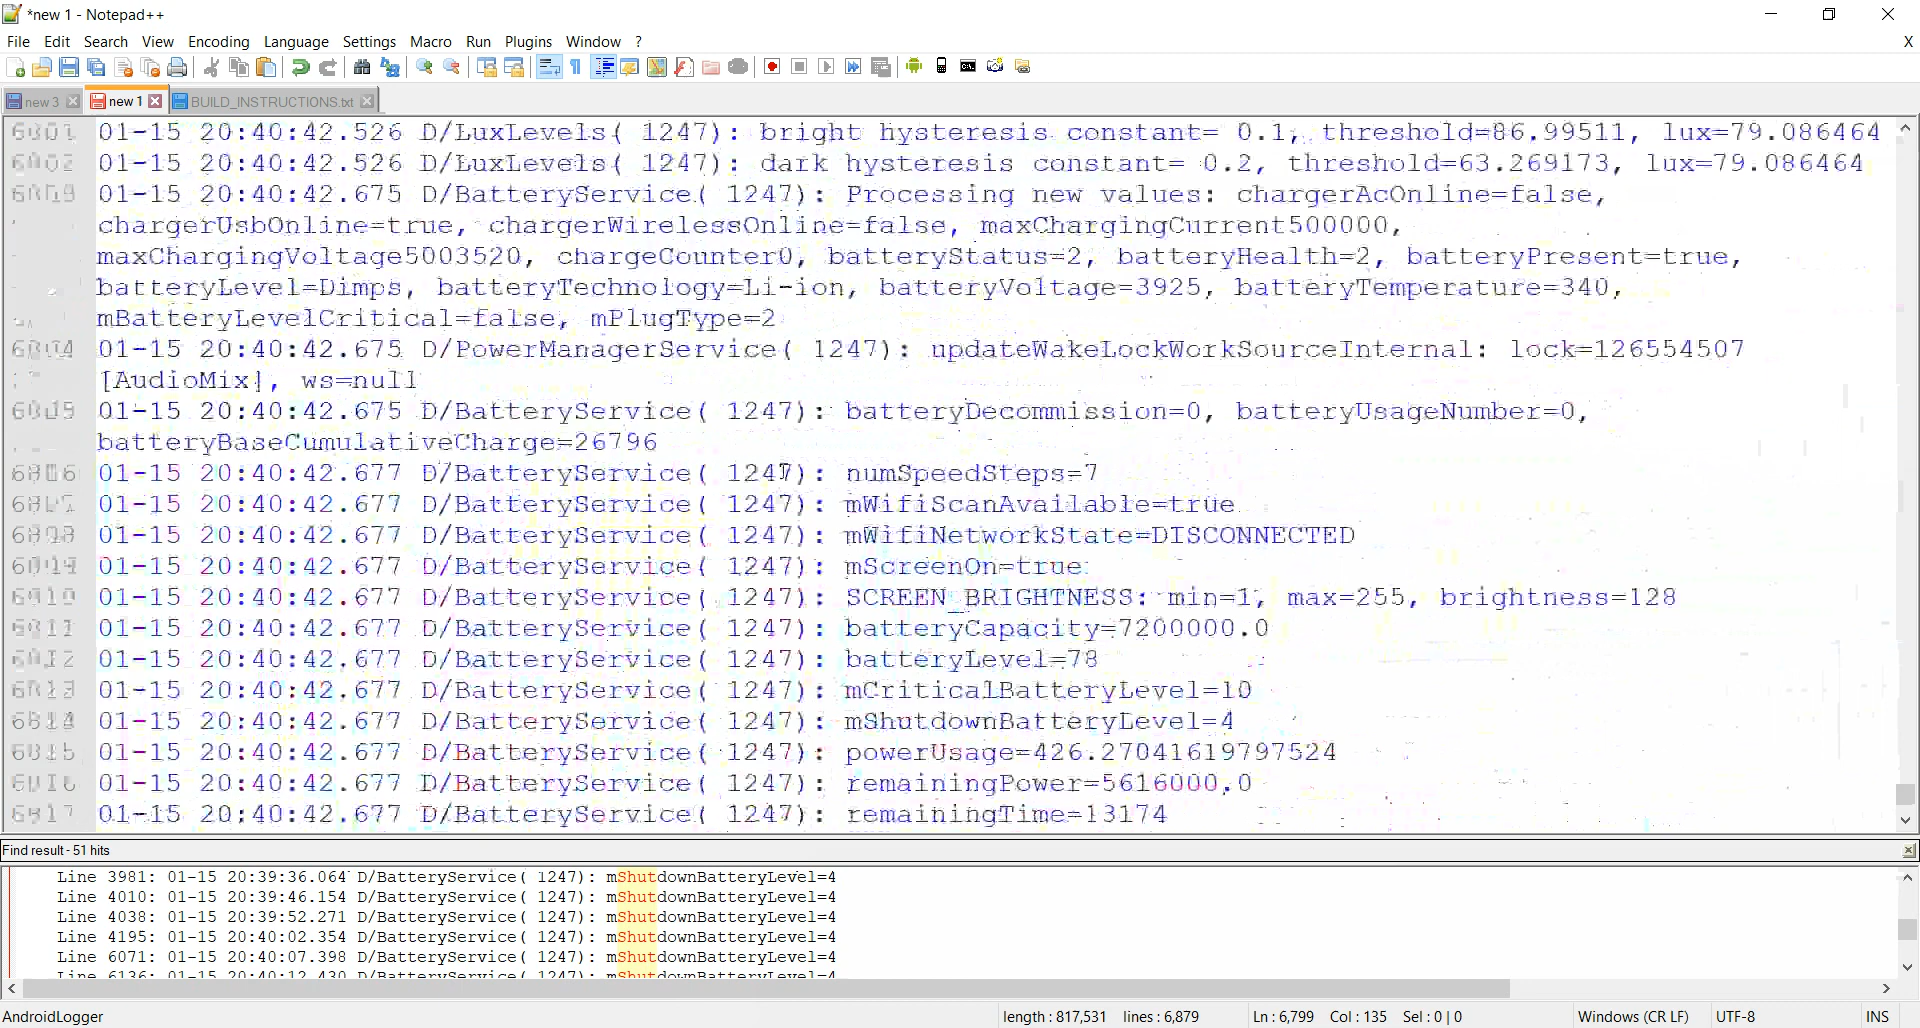 *new 1 - Notepad++
File Edit Search View Encoding Language Settings Macro Run Plugins Window ? X
new 3 new 1 BUILD_INSTRUCTIONS.txt
01-15 20:40:42.526 D/LuxLevels( 1247): bright hysteresis constant= 0.1, threshold=86.99511, lux=79.086464
01-15 20:40:42.526 D/LuxLevels( 1247): dark hysteresis constant= 0.2, threshold=63.269173, lux=79.086464
01-15 20:40:42.675 D/BatteryService( 1247): Processing new values: chargerAcOnline=false,
chargerUsbOnline=true, chargerWirelessOnline=false, maxChargingCurrent500000,
maxChargingVoltage5003520, chargeCounter0, batteryStatus=2, batteryHealth=2, batteryPresent=true,
batteryLevel=Dimps, batteryTechnology=Li-ion, batteryVoltage=3925, batteryTemperature=340,
mBatteryLevelCritical=false, mPlugType=2
01-15 20:40:42.675 D/PowerManagerService( 1247): updateWakeLockWorkSourceInternal: lock=126554507
[AudioMix], ws=null
01-15 20:40:42.675 D/BatteryService( 1247): batteryDecommission=0, batteryUsageNumber=0,
batteryBaseCumulativeCharge=26796
6806 01-15 20:40:42.677 D/BatteryService( 1247): numSpeedSteps=7
01-15 20:40:42.677 D/BatteryService( 1247): mWifiScanAvailable=true
01-15 20:40:42.677 D/BatteryService( 1247): mWifiNetworkState=DISCONNECTED
01-15 20:40:42.677 D/BatteryService( 1247): mScreenOn=true
01-15 20:40:42.677 D/BatteryService( 1247): SCREEN_BRIGHTNESS: min=1, max=255, brightness=128
01-15 20:40:42.677 D/BatteryService( 1247): batteryCapacity=7200000.0
01-15 20:40:42.677 D/BatteryService( 1247): batteryLevel=78
01-15 20:40:42.677 D/BatteryService( 1247): mCriticalBatteryLevel=10
6814 01-15 20:40:42.677 D/BatteryService( 1247): mShutdownBatteryLevel=4
01-15 20:40:42.677 D/BatteryService( 1247): powerUsage=426.27041619797524
01-15 20:40:42.677 D/BatteryService( 1247): remainingPower=5616000.0
01-15 20:40:42.677 D/BatteryService( 1247): remainingTime=13174
Find result - 51 hits
Line 3981: 01-15 20:39:36.064 D/BatteryService( 1247): mShutdownBatteryLevel=4
Line 4010: 01-15 20:39:46.154 D/BatteryService( 1247): mShutdownBatteryLevel=4
Line 4038: 01-15 20:39:52.271 D/BatteryService( 1247): mShutdownBatteryLevel=4
Line 4195: 01-15 20:40:02.354 D/BatteryService( 1247): mShutdownBatteryLevel=4
Line 6071: 01-15 20:40:07.398 D/BatteryService( 1247): mShutdownBatteryLevel=4
Line 6136: 01-15 20:40:12.430 D/BatteryService( 1247): mShutdownBatteryLevel=4
AndroidLogger length : 817,531 lines : 6,879 Ln : 6,799 Col : 135 Sel : 0 | 0 Windows (CR LF) UTF-8 INS